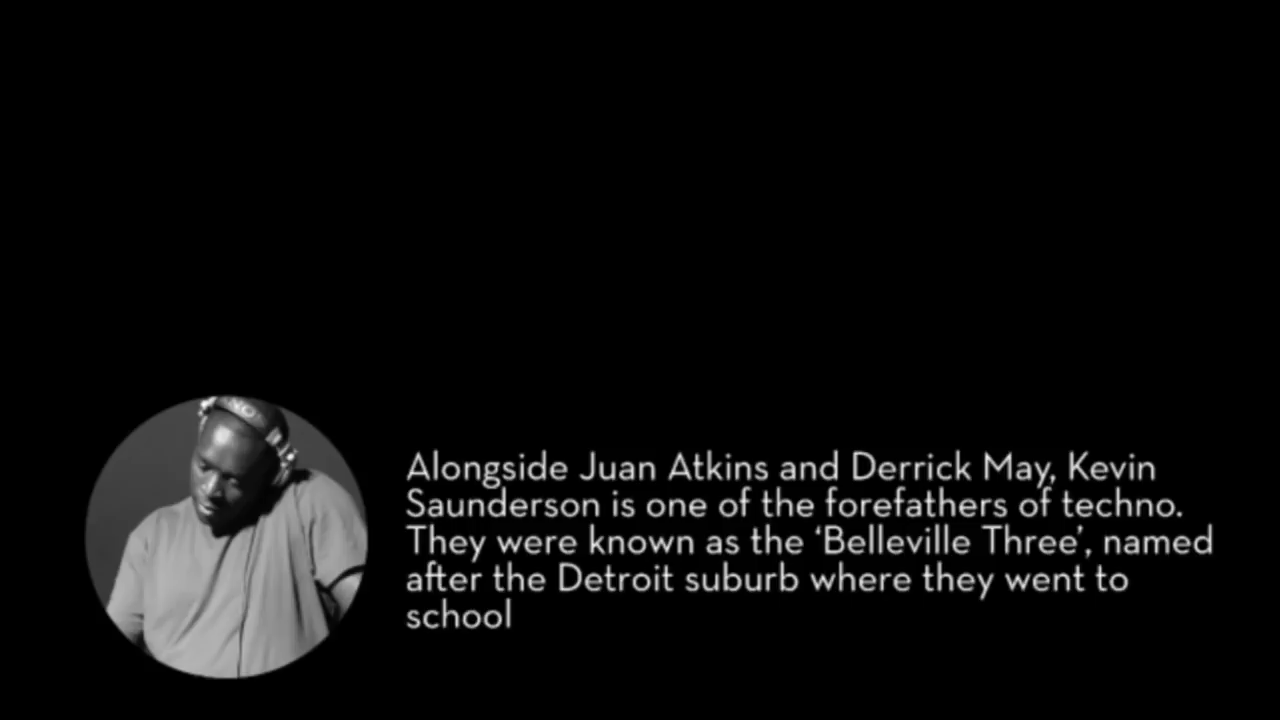 Alongside Juan Atkins and Derrick May, Kevin
Saunderson is one of the forefathers of techno.
They were known as the ‘Belleville Three’, named
after the Detroit suburb where they went to
school